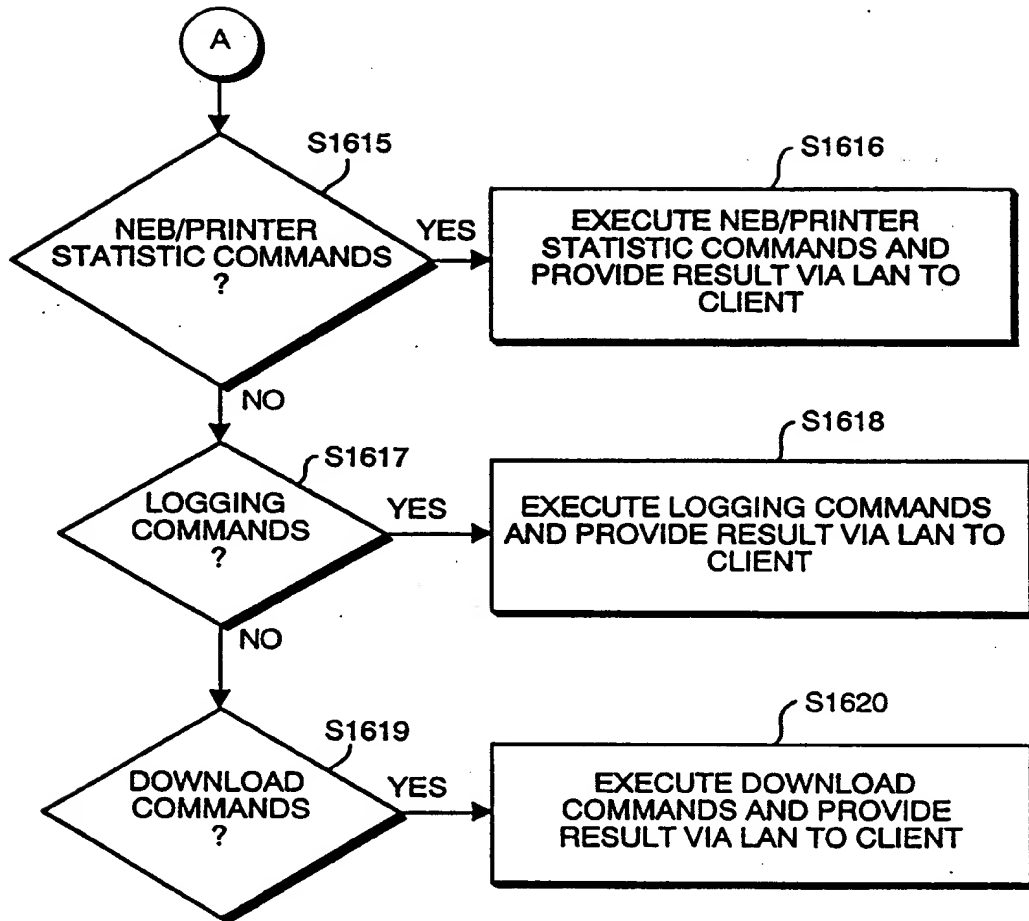 A
S1615
NEB/PRINTER
STATISTIC COMMANDS
?
YES
S1616
EXECUTE NEB/PRINTER
STATISTIC COMMANDS AND
PROVIDE RESULT VIA LAN TO
CLIENT
NO
S1617
LOGGING
COMMANDS
?
YES
S1618
EXECUTE LOGGING COMMANDS
AND PROVIDE RESULT VIA LAN TO
CLIENT
NO
S1619
DOWNLOAD
COMMANDS
?
YES
S1620
EXECUTE DOWNLOAD
COMMANDS AND PROVIDE
RESULT VIA LAN TO CLIENT